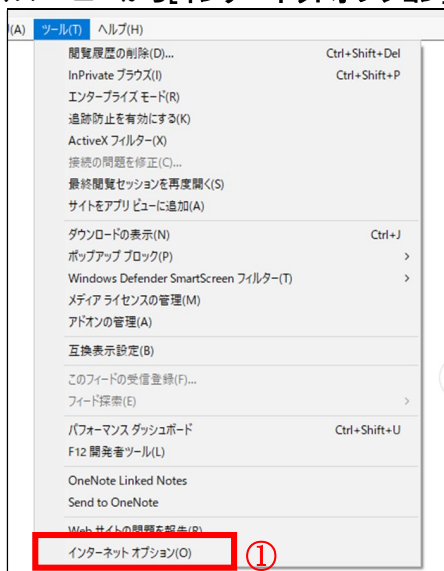 (A) ツール(T) ヘルプ(H)
閲覧履歴の削除(D)... Ctrl+Shift+Del
InPrivate ブラウズ(I) Ctrl+Shift+P
エンタープライズ モード(R)
追跡防止を有効にする(K)
ActiveX フィルター(X)
接続の問題を修正(C)...
最終閲覧セッションを再度開く(S)
サイトをアプリ ビューに追加(A)
ダウンロードの表示(N) Ctrl+J
ポップアップ ブロック(P) >
Windows Defender SmartScreen フィルター(T) >
メディア ライセンスの管理(M)
アドオンの管理(A)
互換表示設定(B)
このフィードの受信登録(F)...
フィード探索(E) >
パフォーマンス ダッシュボード Ctrl+Shift+U
F12 開発者ツール(L)
OneNote Linked Notes
Send to OneNote
Web サイトの問題を報告(R)
インターネット オプション(O) ①